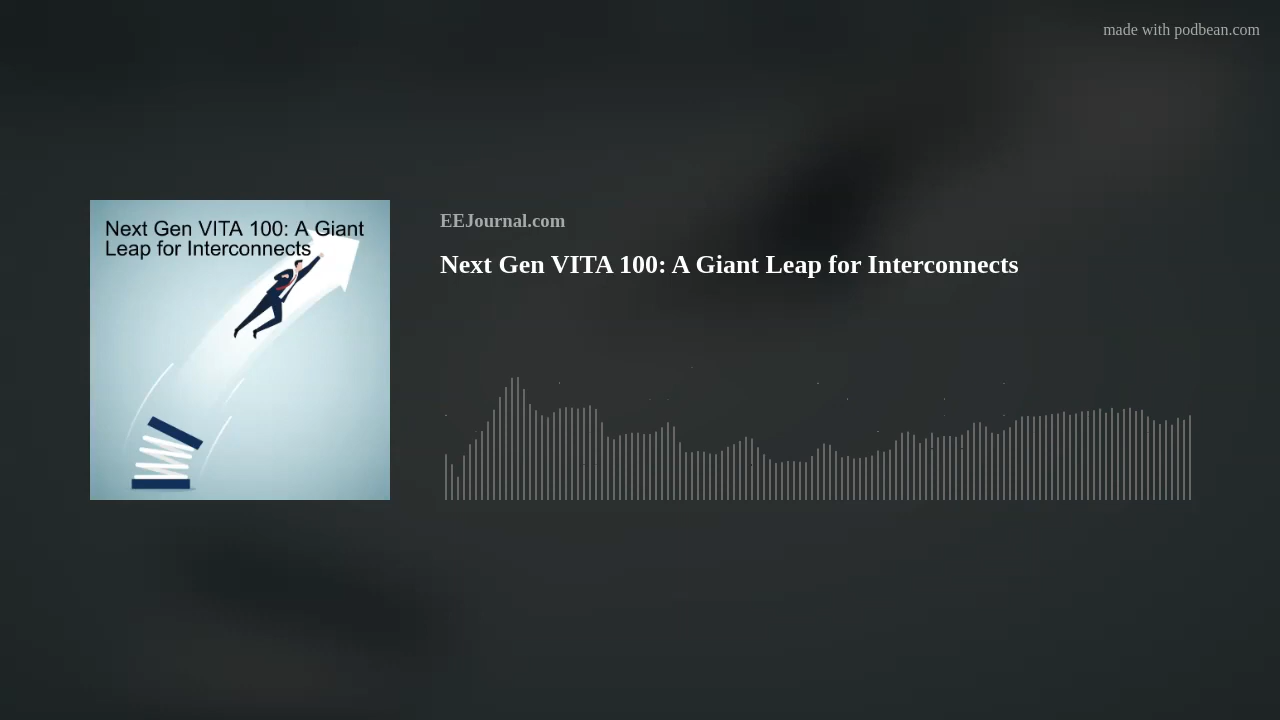 made with podbean.com
Next Gen VITA 100: A Giant
Leap for Interconnects
EEJournal.com
Next Gen VITA 100: A Giant Leap for Interconnects